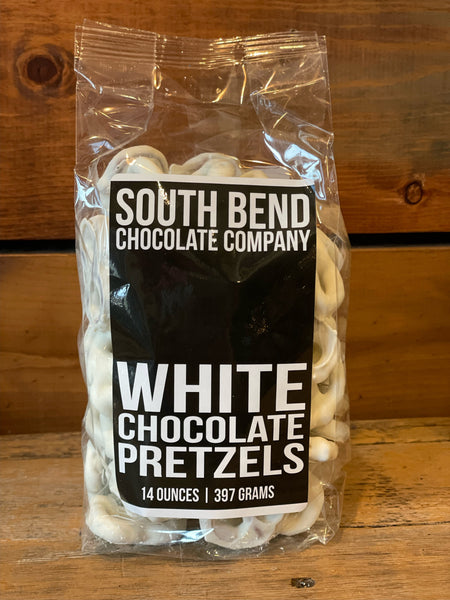 SOUTH BEND
CHOCOLATE COMPANY
WHITE
CHOCOLATE
PRETZELS
14 OUNCES | 397 GRAMS